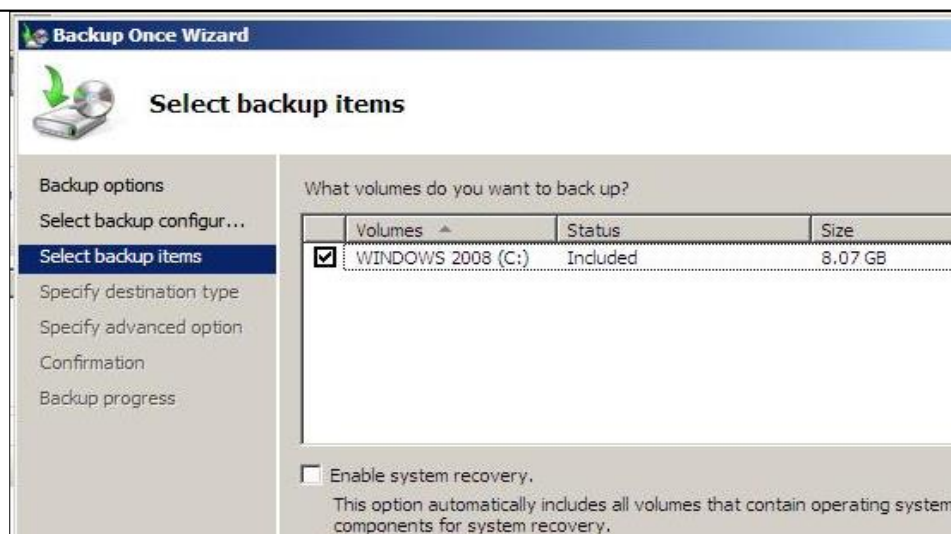 Backup Once Wizard
Select backup items
Backup options
Select backup configur...
Select backup items
Specify destination type
Specify advanced option
Confirmation
Backup progress
What volumes do you want to back up?
Volumes Status Size
WINDOWS 2008 (C:) Included 8.07 GB
Enable system recovery.
This option automatically includes all volumes that contain operating system
components for system recovery.